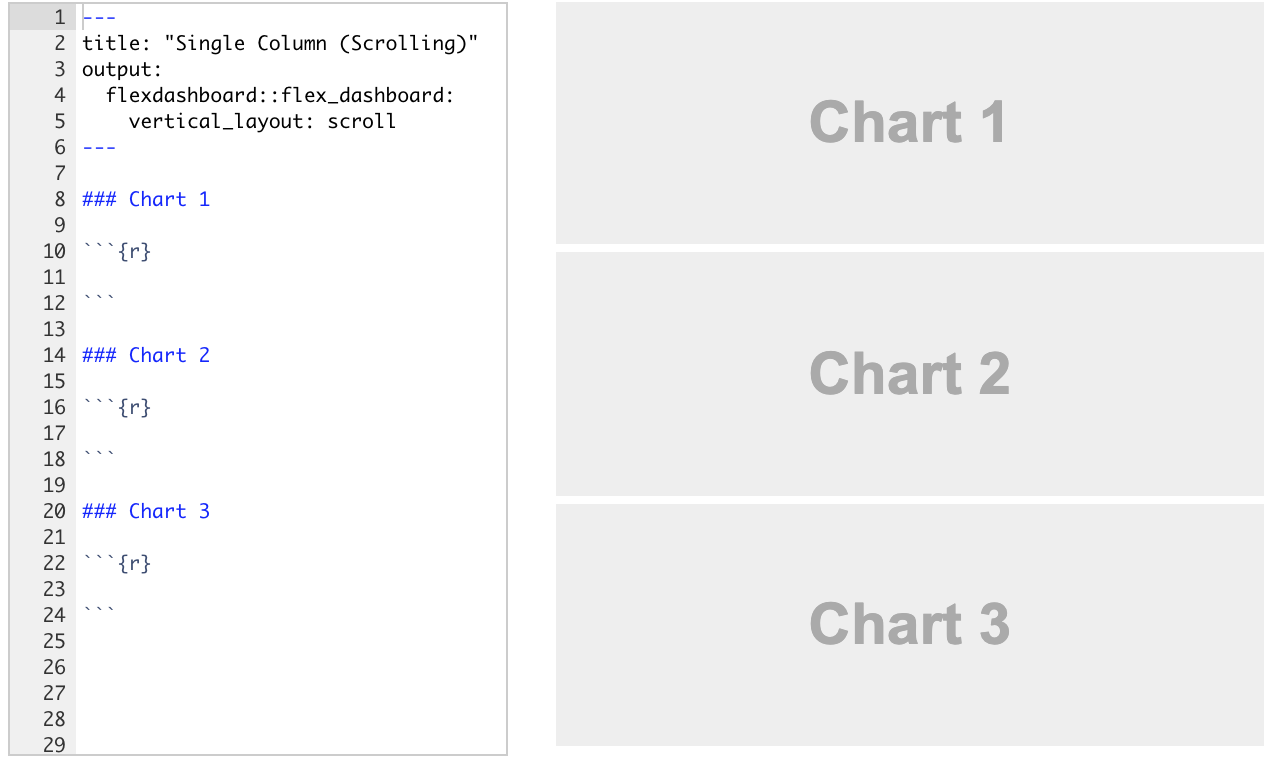 1 ---
2 title: "Single Column (Scrolling)"
3 output:
4   flexdashboard::flex_dashboard:
5     vertical_layout: scroll
6 ---
7
8 ### Chart 1
9
10 ```{r}
11
12 ```
13
14 ### Chart 2
15
16 ```{r}
17
18 ```
19
20 ### Chart 3
21
22 ```{r}
23
24 ```
25
26
27
28
29
Chart 1
Chart 2
Chart 3